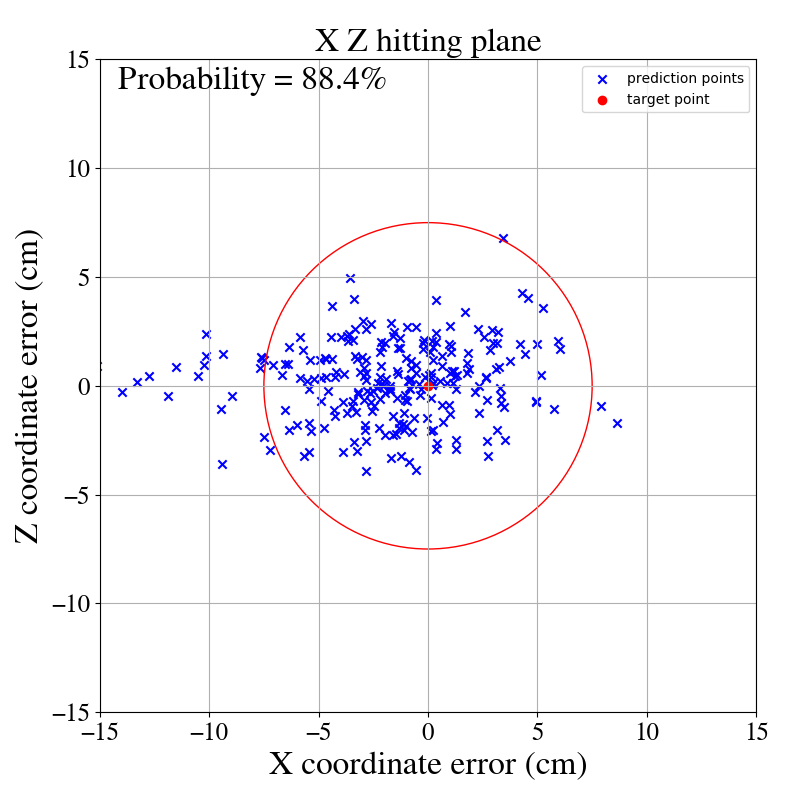 X Z hitting plane
Probability = 88.4%
prediction points
target point
15
10
5
0
−5
−10
−15
−15 −10 −5 0 5 10 15
Z coordinate error (cm)
X coordinate error (cm)